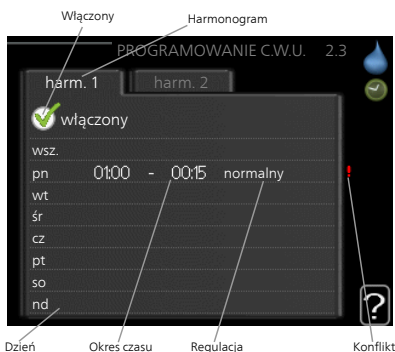 Włączony
Harmonogram
PROGRAMOWANIE C.W.U. 2.3
harm. 1 harm. 2
włączony
wsz.
pn 01:00 - 00:15 normalny !
wt
śr
cz
pt
so
nd
?
Dzień Okres czasu Regulacja Konflikt